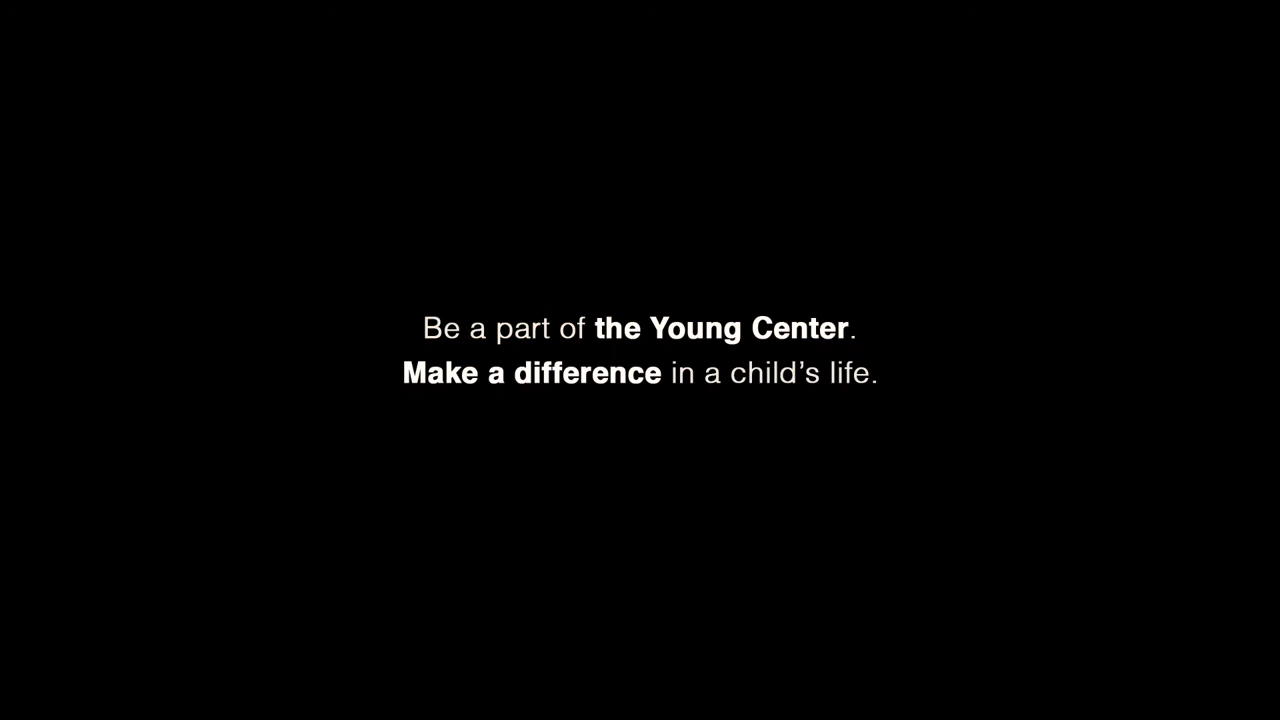 Be a part of the Young Center.
Make a difference in a child’s life.